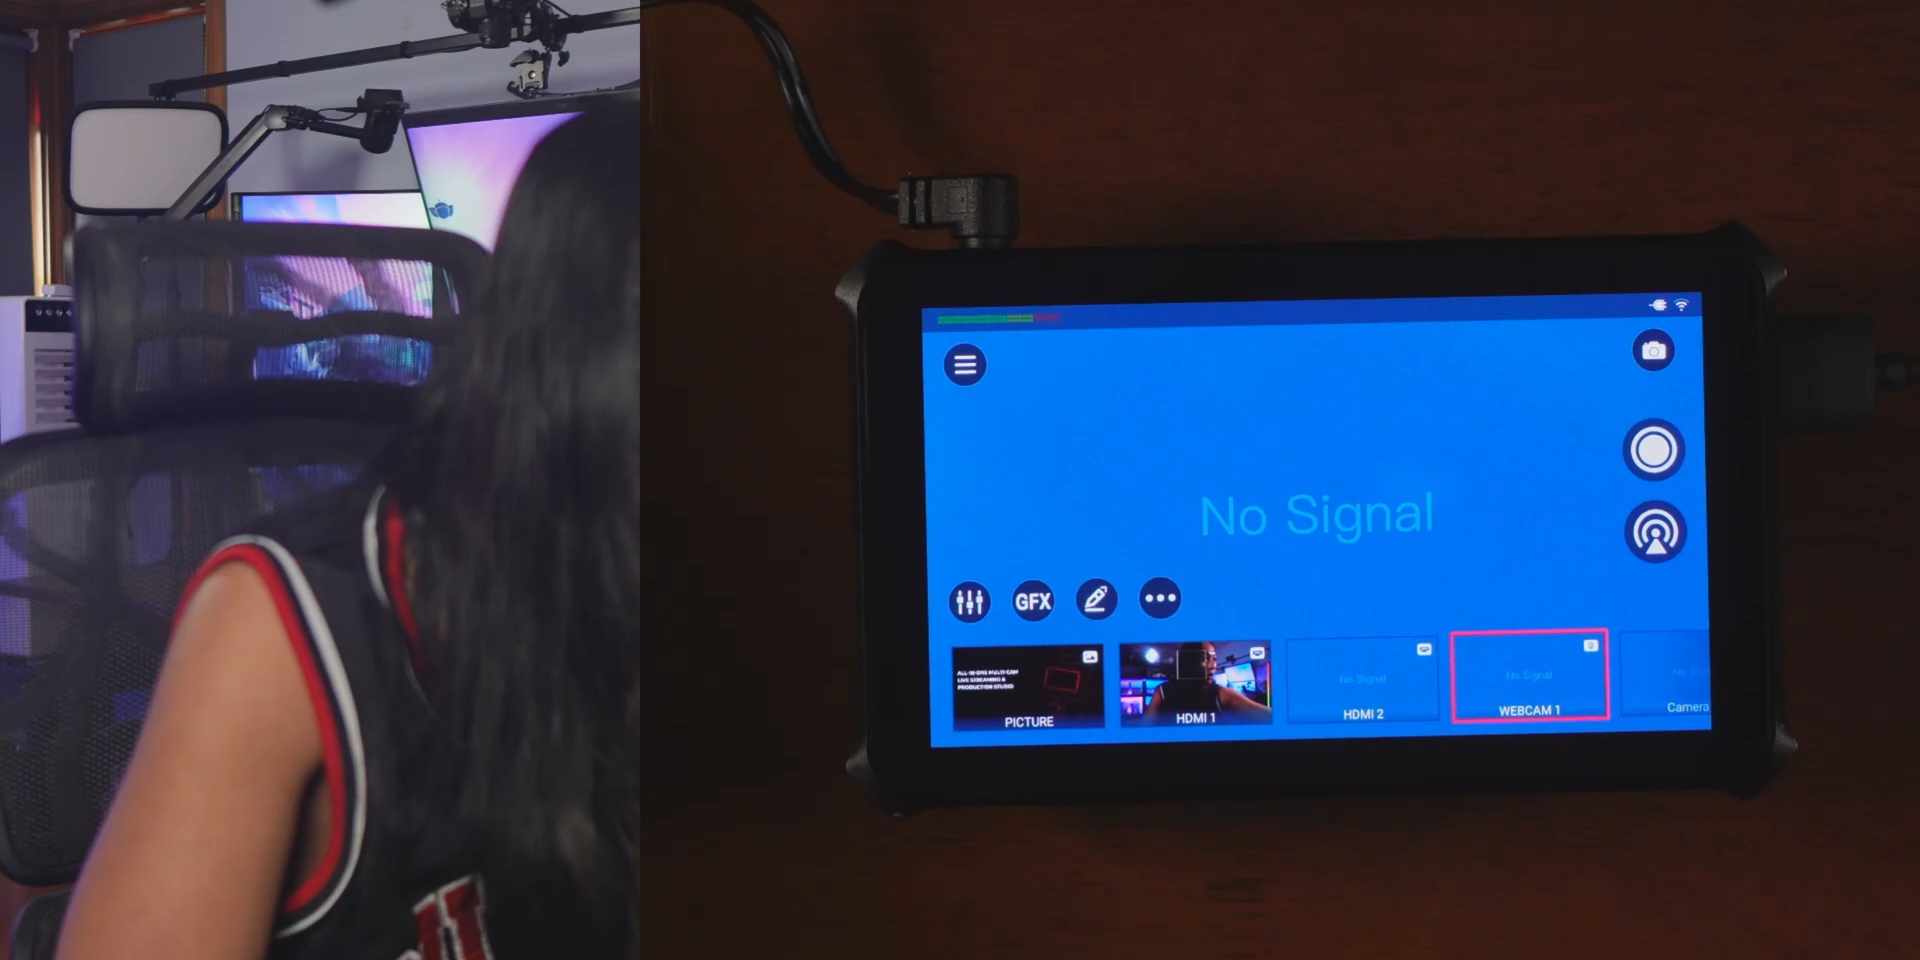 No Signal
GFX
ALL-IN-ONE MULTI-CAM
LIVE STREAMING &
PRODUCTION STUDIO
PICTURE
HDMI 1
No Signal
HDMI 2
No Signal
WEBCAM 1
No
Camera